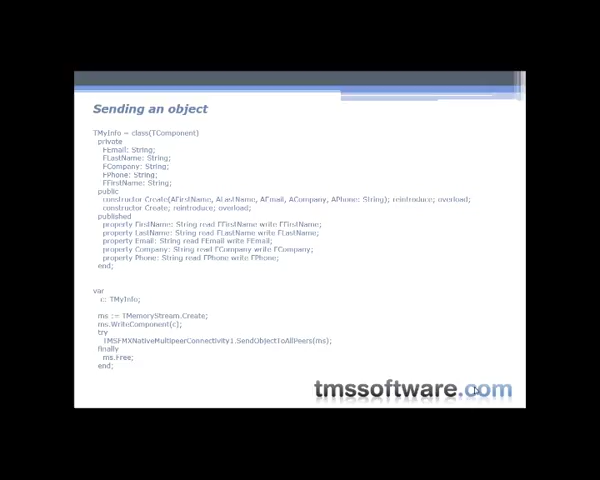 Sending an object
TMyInfo = class(TComponent)
private
FEmail: String;
FLastName: String;
FCompany: String;
FPhone: String;
FFirstName: String;
public
constructor Create(AFirstName, ALastName, AEmail, ACompany, APhone: String); reintroduce; overload;
constructor Create; reintroduce; overload;
published
property FirstName: String read FFirstName write FFirstName;
property LastName: String read FLastName write FLastName;
property Email: String read FEmail write FEmail;
property Company: String read FCompany write FCompany;
property Phone: String read FPhone write FPhone;
end;
var
c: TMyInfo;
ms := TMemoryStream.Create;
ms.WriteComponent(c);
try
TMSFMXNativeMultipeerConnectivity1.SendObjectToAllPeers(ms);
finally
ms.Free;
end;
tmssoftware.com